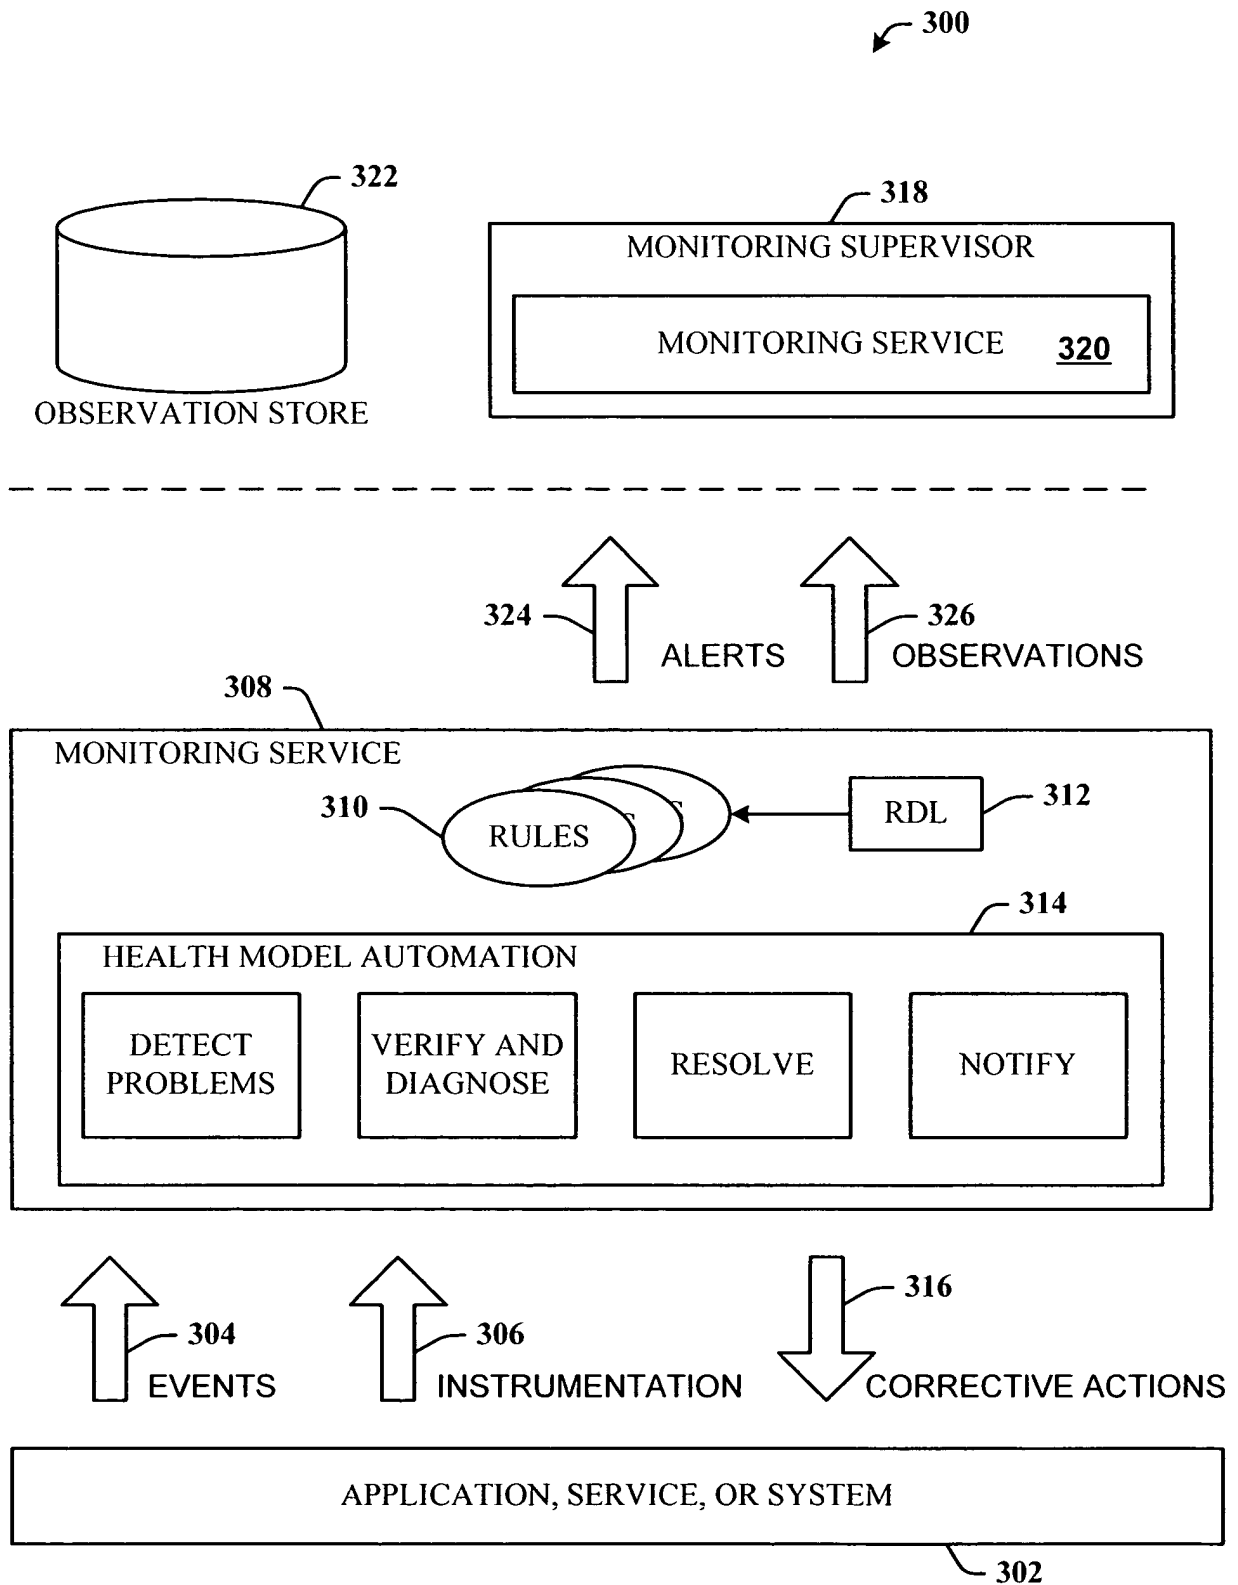 300
322
318
MONITORING SUPERVISOR
MONITORING SERVICE 320
OBSERVATION STORE
324
ALERTS
326
OBSERVATIONS
308
MONITORING SERVICE
310
RULES
S
S
RDL
312
314
HEALTH MODEL AUTOMATION
DETECT
PROBLEMS
VERIFY AND
DIAGNOSE
RESOLVE
NOTIFY
304
EVENTS
306
INSTRUMENTATION
316
CORRECTIVE ACTIONS
APPLICATION, SERVICE, OR SYSTEM
302